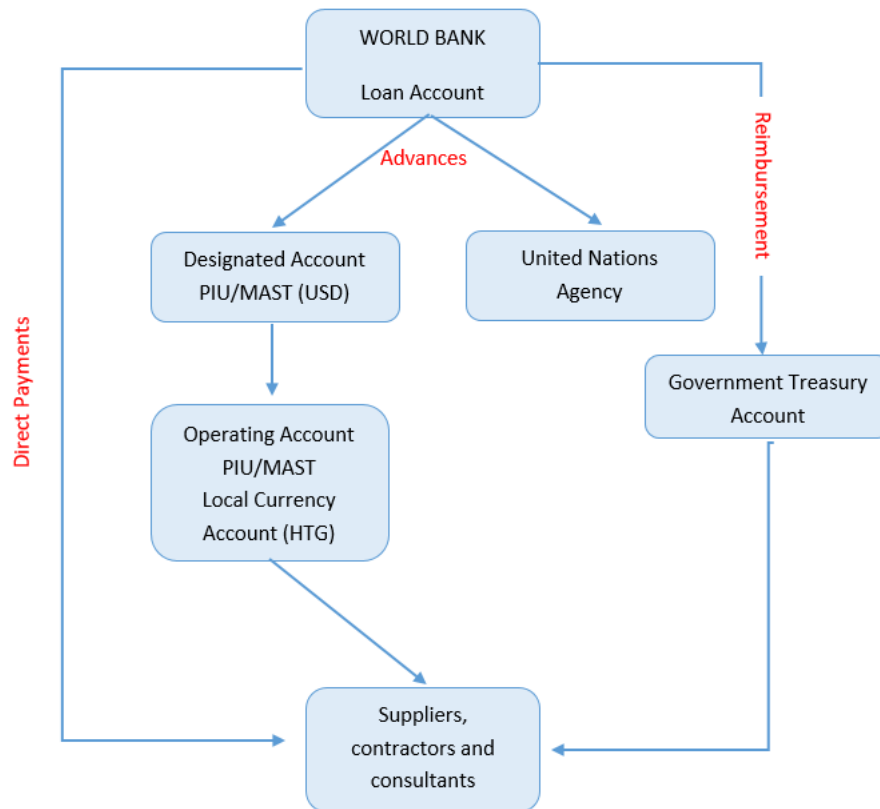 WORLD BANK
Loan Account
Advances
Reimbursement
Designated Account
PIU/MAST (USD)
United Nations
Agency
Direct Payments
Government Treasury
Account
Operating Account
PIU/MAST
Local Currency
Account (HTG)
Suppliers,
contractors and
consultants